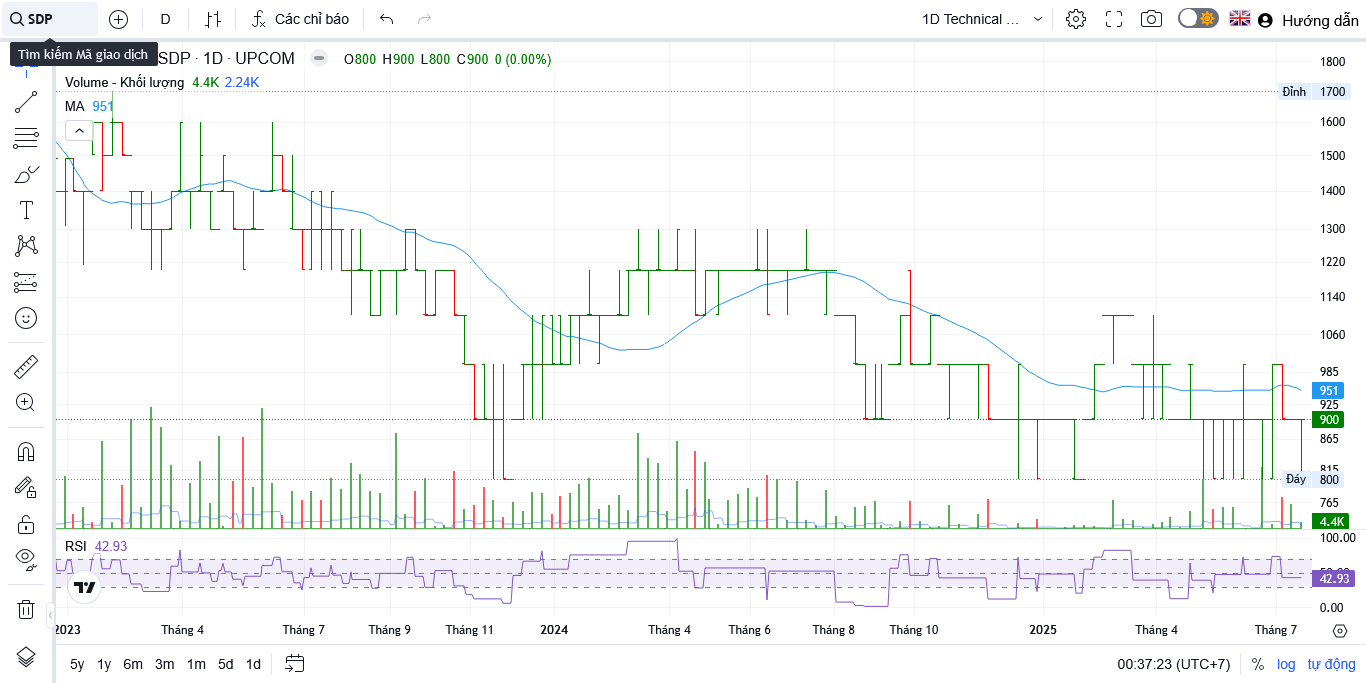 SDP
D
Các chỉ báo
1D Technical ...
Hướng dẫn
Tìm kiếm Mã giao dịch
SDP · 1D · UPCOM
O800 H900 L800 C900 0 (0.00%)
Volume - Khối lượng 4.4K 2.24K
MA 951
1800
Đỉnh 1700
1600
1500
1400
1300
1220
1140
1060
985
951
925
900
865
815
Đáy 800
765
4.4K
RSI 42.93
100.00
42.93
0.00
2023 Tháng 4 Tháng 7 Tháng 9 Tháng 11 2024 Tháng 4 Tháng 6 Tháng 8 Tháng 10 2025 Tháng 4 Tháng 7
5y 1y 6m 3m 1m 5d 1d
00:37:23 (UTC+7) % log tự động